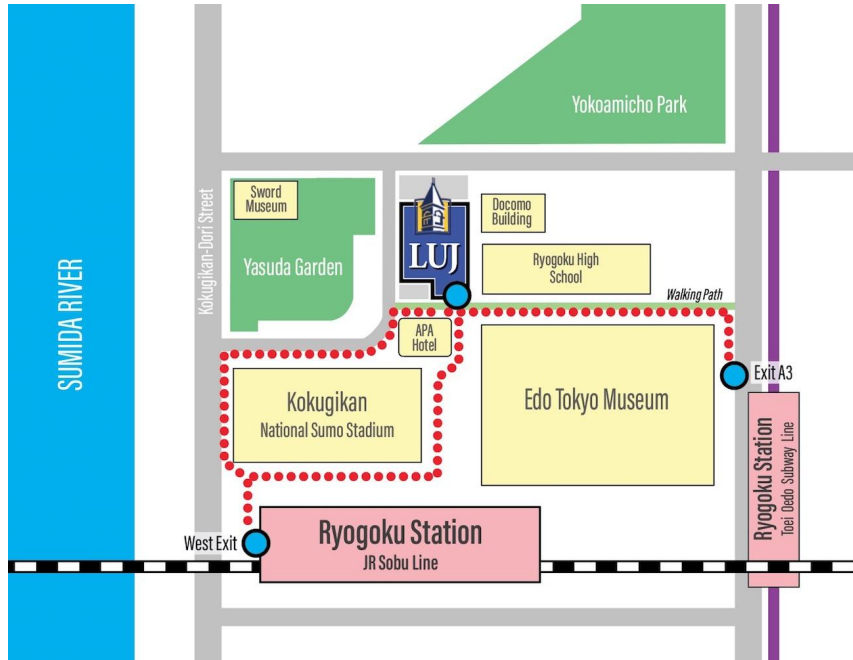 Yokoamicho Park
Sword
Museum
Docomo
Building
LUJ
Yasuda Garden
Ryogoku High
School
Kokugikan-Dori Street
Walking Path
SUMIDA RIVER
APA
Hotel
Exit A3
Kokugikan
National Sumo Stadium
Edo Tokyo Museum
Ryogoku Station
Toei Oedo Subway Line
West Exit
Ryogoku Station
JR Sobu Line